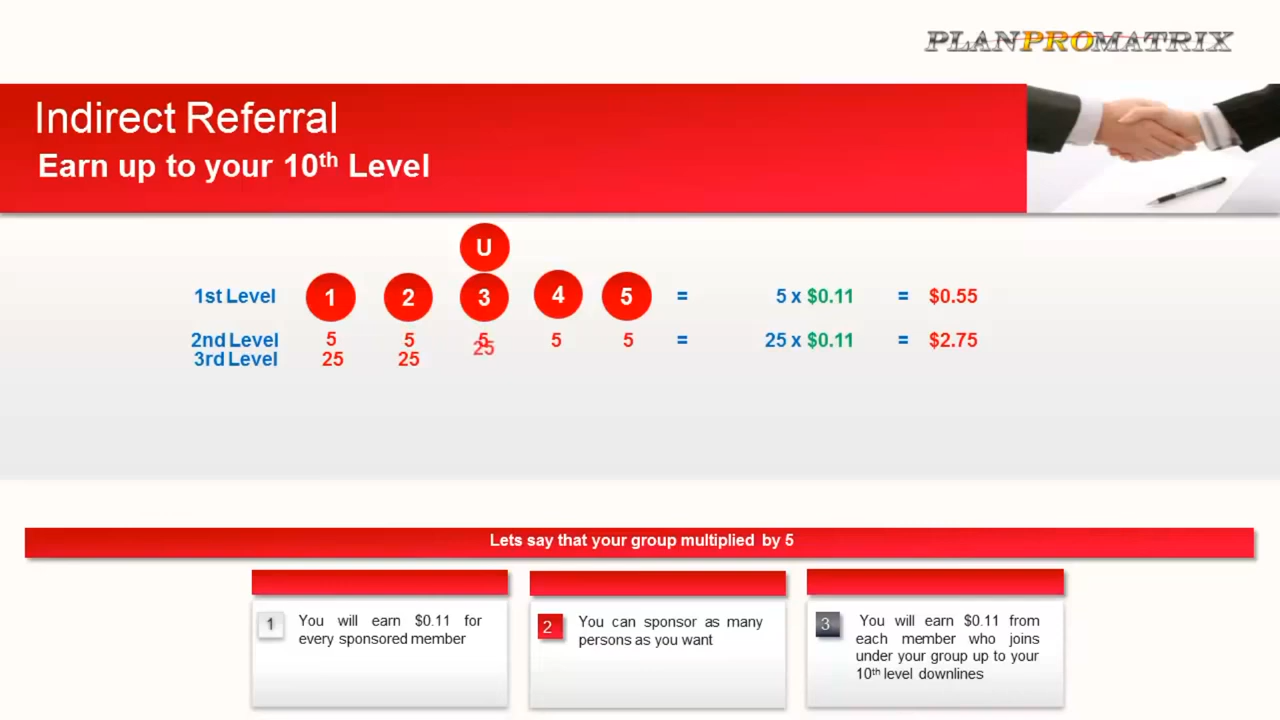 PLANPROMATRIX
Indirect Referral
Earn up to your 10th Level
U
1st Level 1 2 3 4 5 = 5 x $0.11 = $0.55
2nd Level 5 5 5 5 5 = 25 x $0.11 = $2.75
3rd Level 25 25 25
Lets say that your group multiplied by 5
1 You will earn $0.11 for
every sponsored member
2 You can sponsor as many
persons as you want
3 You will earn $0.11 from
each member who joins
under your group up to your
10th level downlines